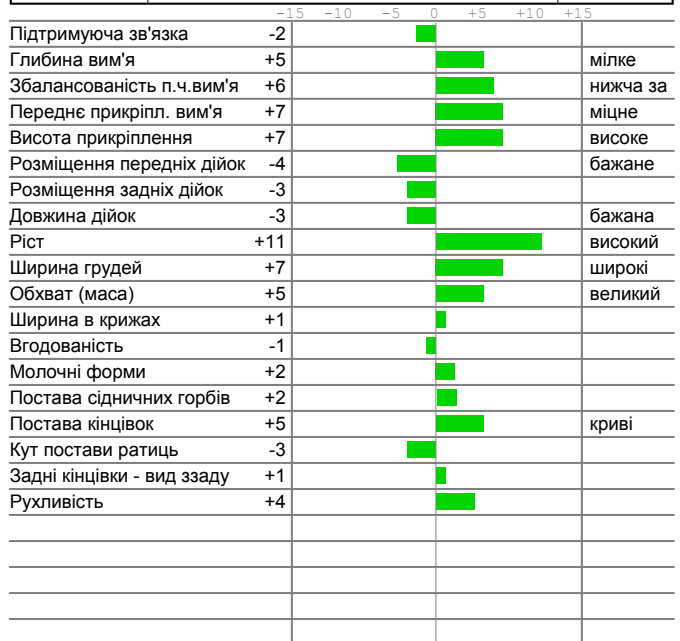 -15 -10 -5 0 +5 +10 +15
Підтримуюча зв'язка -2
Глибина вим'я +5 мілке
Збалансованість п.ч.вим'я +6 нижча за
Переднє прикріпл. вим'я +7 міцне
Висота прикріплення +7 високе
Розміщення передніх дійок -4 бажане
Розміщення задніх дійок -3
Довжина дійок -3 бажана
Ріст +11 високий
Ширина грудей +7 широкі
Обхват (маса) +5 великий
Ширина в крижах +1
Вгодованість -1
Молочні форми +2
Постава сідничних горбів +2
Постава кінцівок +5 криві
Кут постави ратиць -3
Задні кінцівки - вид ззаду +1
Рухливість +4